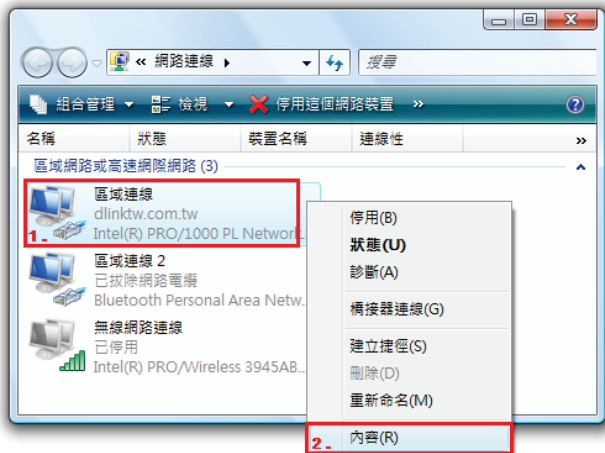 « 網路連線
搜尋
組合管理 檢視 停用這個網路裝置 »
名稱 狀態 裝置名稱 連線性 »
區域網路或高速網際網路 (3)
區域連線
dlinktw.com.tw
1. Intel(R) PRO/1000 PL Network...
區域連線 2
已拔除網路電纜
Bluetooth Personal Area Netw...
無線網路連線
已停用
Intel(R) PRO/Wireless 3945AB...
停用(B)
狀態(U)
診斷(A)
橋接器連線(G)
建立捷徑(S)
刪除(D)
重新命名(M)
2. 內容(R)